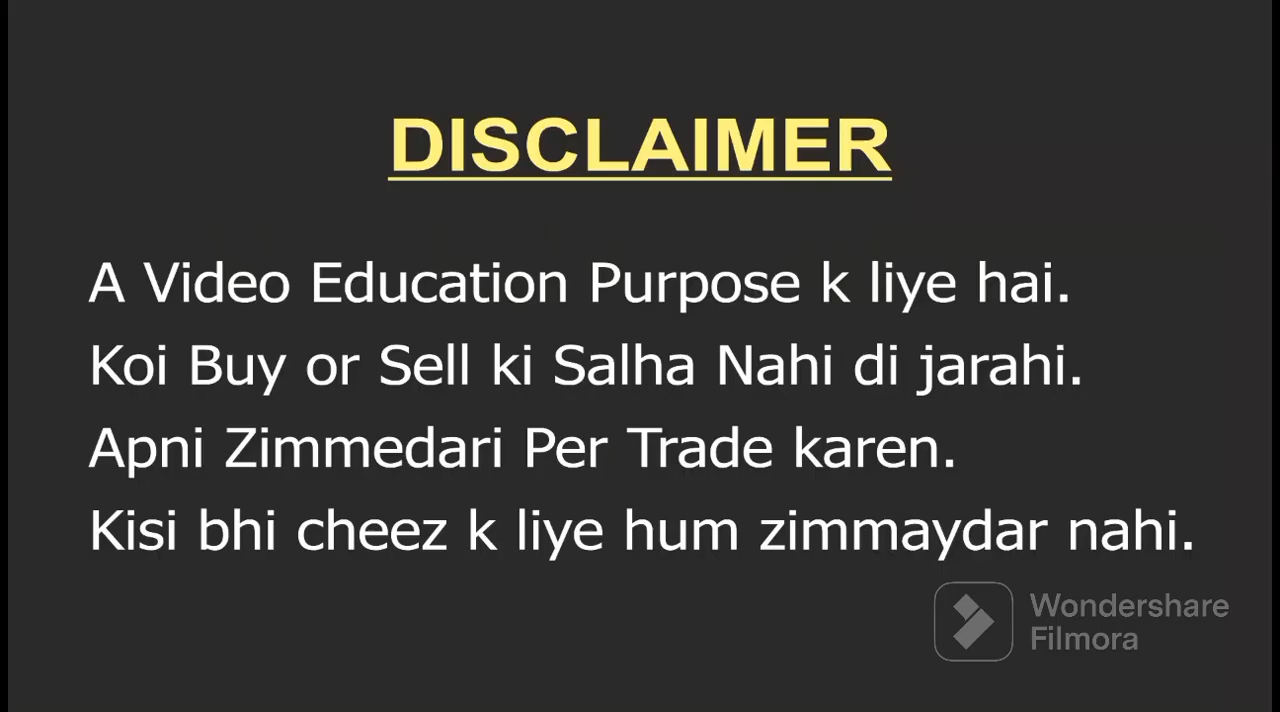 DISCLAIMER
A Video Education Purpose k liye hai.
Koi Buy or Sell ki Salha Nahi di jarahi.
Apni Zimmedari Per Trade karen.
Kisi bhi cheez k liye hum zimmaydar nahi.
Wondershare
Filmora